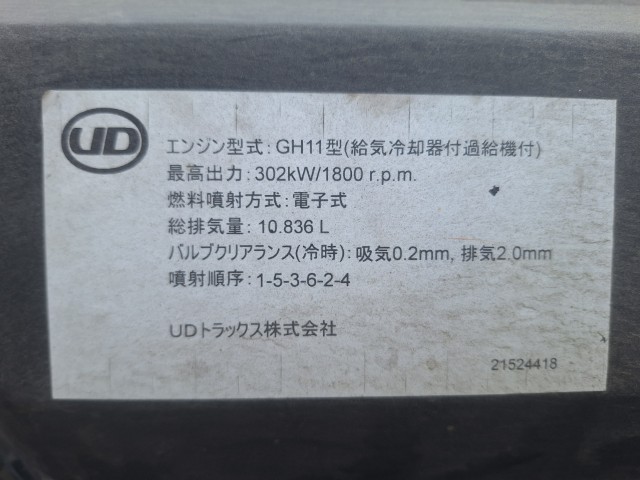 UD
エンジン型式: GH11型(給気冷却器付過給機付)
最高出力: 302kW/1800 r.p.m.
燃料噴射方式: 電子式
総排気量: 10.836 L
バルブクリアランス(冷時): 吸気0.2mm, 排気2.0mm
噴射順序: 1-5-3-6-2-4
UDトラックス株式会社
21524418